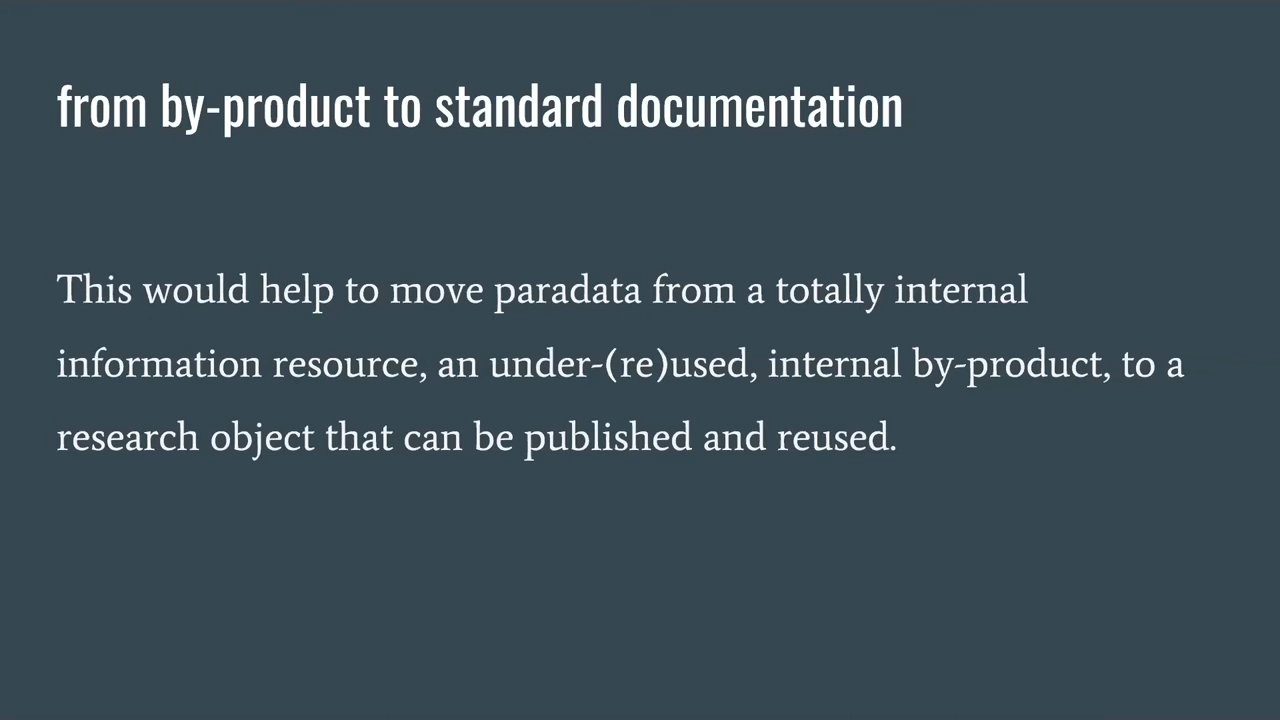 from by-product to standard documentation
This would help to move paradata from a totally internal
information resource, an under-(re)used, internal by-product, to a
research object that can be published and reused.